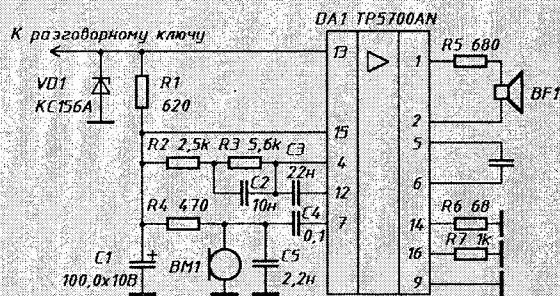 DA1 TP5700AN
К разговорному ключу
13
1
R5 680
VD1
КС156А
R1
620
BF1
15
2
R2 2,5k
R3 5,6k
C3
22н
4
5
C2
10н
12
6
R4 470
C4
0,1
7
14
R6 68
16
R7 1k
C1
100,0х10В
+
BM1
C5
2,2н
9